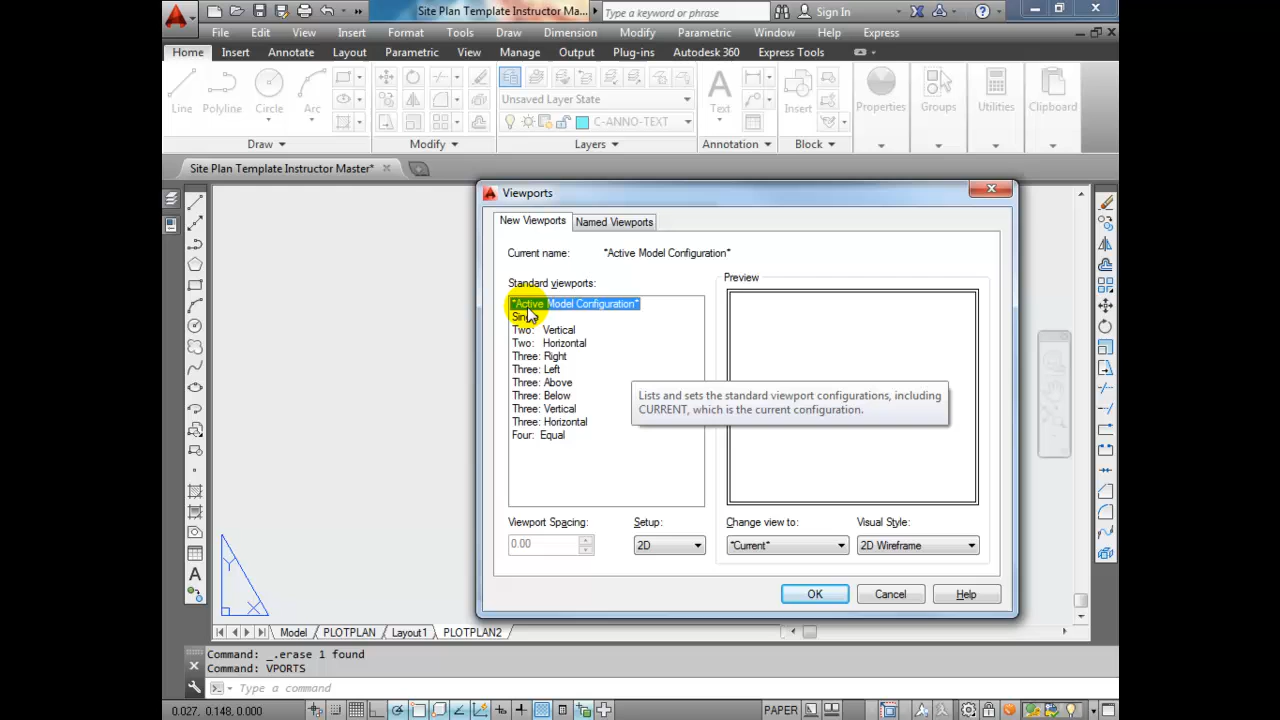 Site Plan Template Instructor Ma...
Type a keyword or phrase
Sign In
File Edit View Insert Format Tools Draw Dimension Modify Parametric Window Help Express
Home Insert Annotate Layout Parametric View Manage Output Plug-ins Autodesk 360 Express Tools
Line Polyline Circle Arc
Unsaved Layer State
C-ANNO-TEXT
Text
Insert
Properties Groups Utilities Clipboard
Draw Modify Layers Annotation Block
Site Plan Template Instructor Master*
Viewports
New Viewports Named Viewports
Current name: *Active Model Configuration*
Standard viewports:
Preview
*Active Model Configuration*
Single
Two: Vertical
Two: Horizontal
Three: Right
Three: Left
Three: Above
Three: Below
Three: Vertical
Three: Horizontal
Four: Equal
Lists and sets the standard viewport configurations, including
CURRENT, which is the current configuration.
Viewport Spacing: Setup: Change view to: Visual Style:
0.00 2D *Current* 2D Wireframe
OK Cancel Help
Y
X
Model PLOTPLAN Layout1 PLOTPLAN2
Command: _.erase 1 found
Command: VPORTS
Type a command
0.027, 0.148, 0.000
PAPER